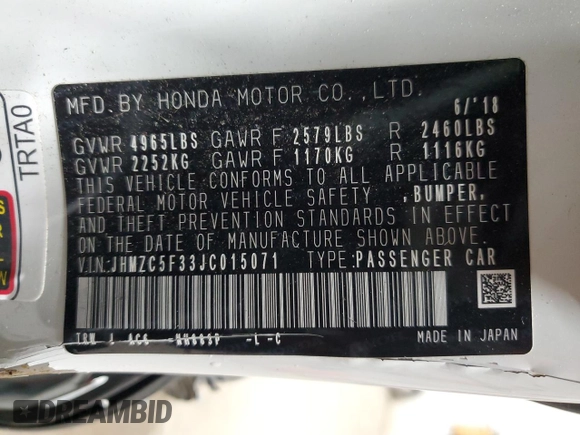 TRTA0
MFD.BY HONDA MOTOR CO.,LTD. 6/'18
GVWR 4965LBS GAWR F 2579LBS R 2460LBS
GVWR 2252KG GAWR F 1170KG R 1116KG
THIS VEHICLE CONFORMS TO ALL APPLICABLE
FEDERAL MOTOR VEHICLE SAFETY ,BUMPER,
AND THEFT PREVENTION STANDARDS IN EFFECT
ON THE DATE OF MANUFACTURE SHOWN ABOVE.
V.I.N:JHMZC5F33JC015071 TYPE:PASSENGER CAR
-L -C
MADE IN JAPAN
DREAMBID